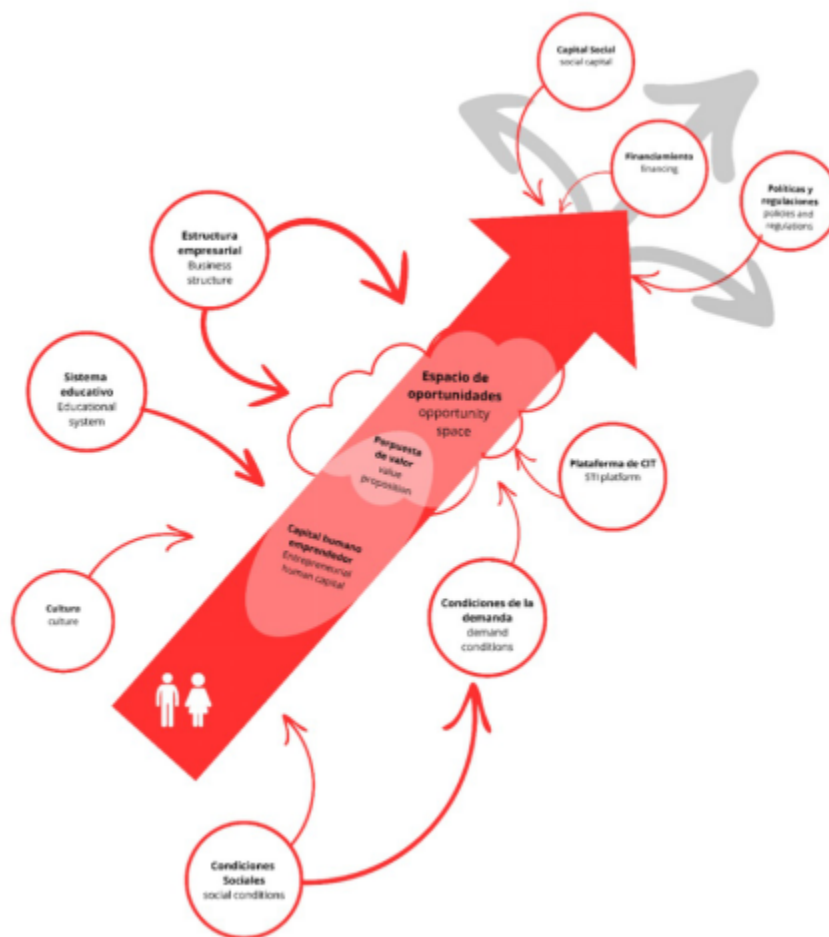 Capital Social
social capital
Financiamiento
financing
Políticas y
regulaciones
policies and
regulations
Estructura
empresarial
Business
structure
Sistema
educativo
Educational
system
Espacio de
oportunidades
opportunity
space
Perpuesta
de valor
value
proposition
Plataforma de CIT
STI platform
Capital humano
emprendedor
Entrepreneurial
human capital
Cultura
culture
Condiciones de la
demanda
demand
conditions
Condiciones
Sociales
social conditions